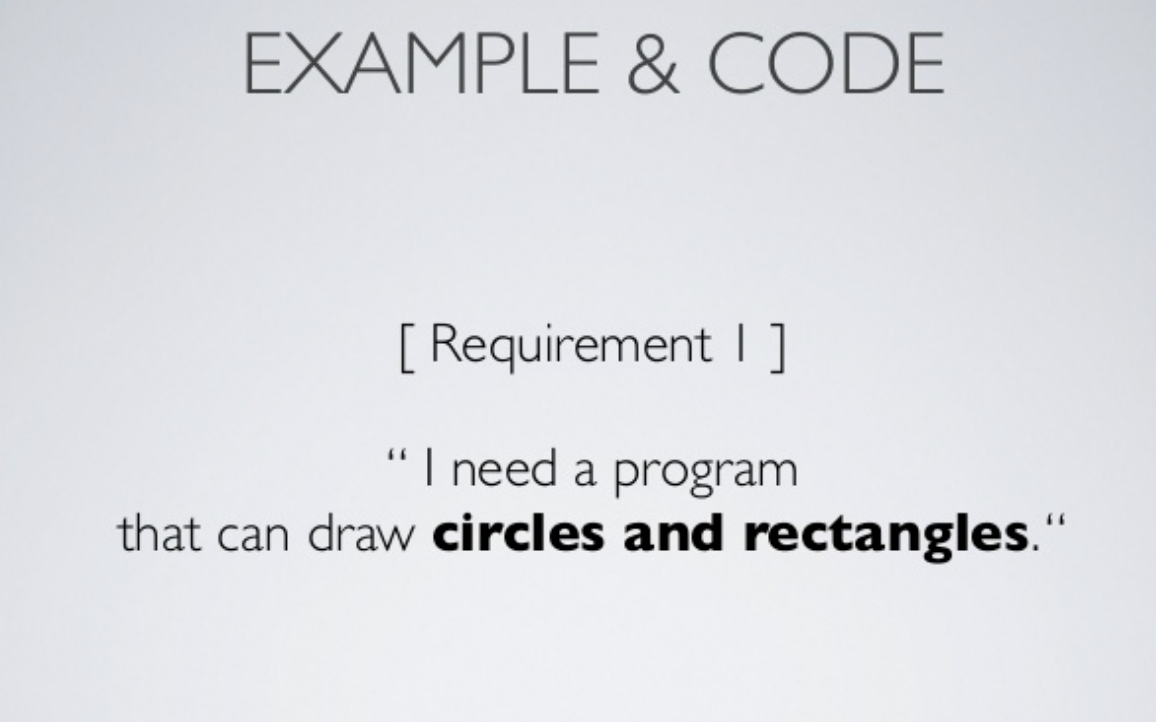 EXAMPLE & CODE
[ Requirement 1 ]
“ I need a program
that can draw circles and rectangles.“